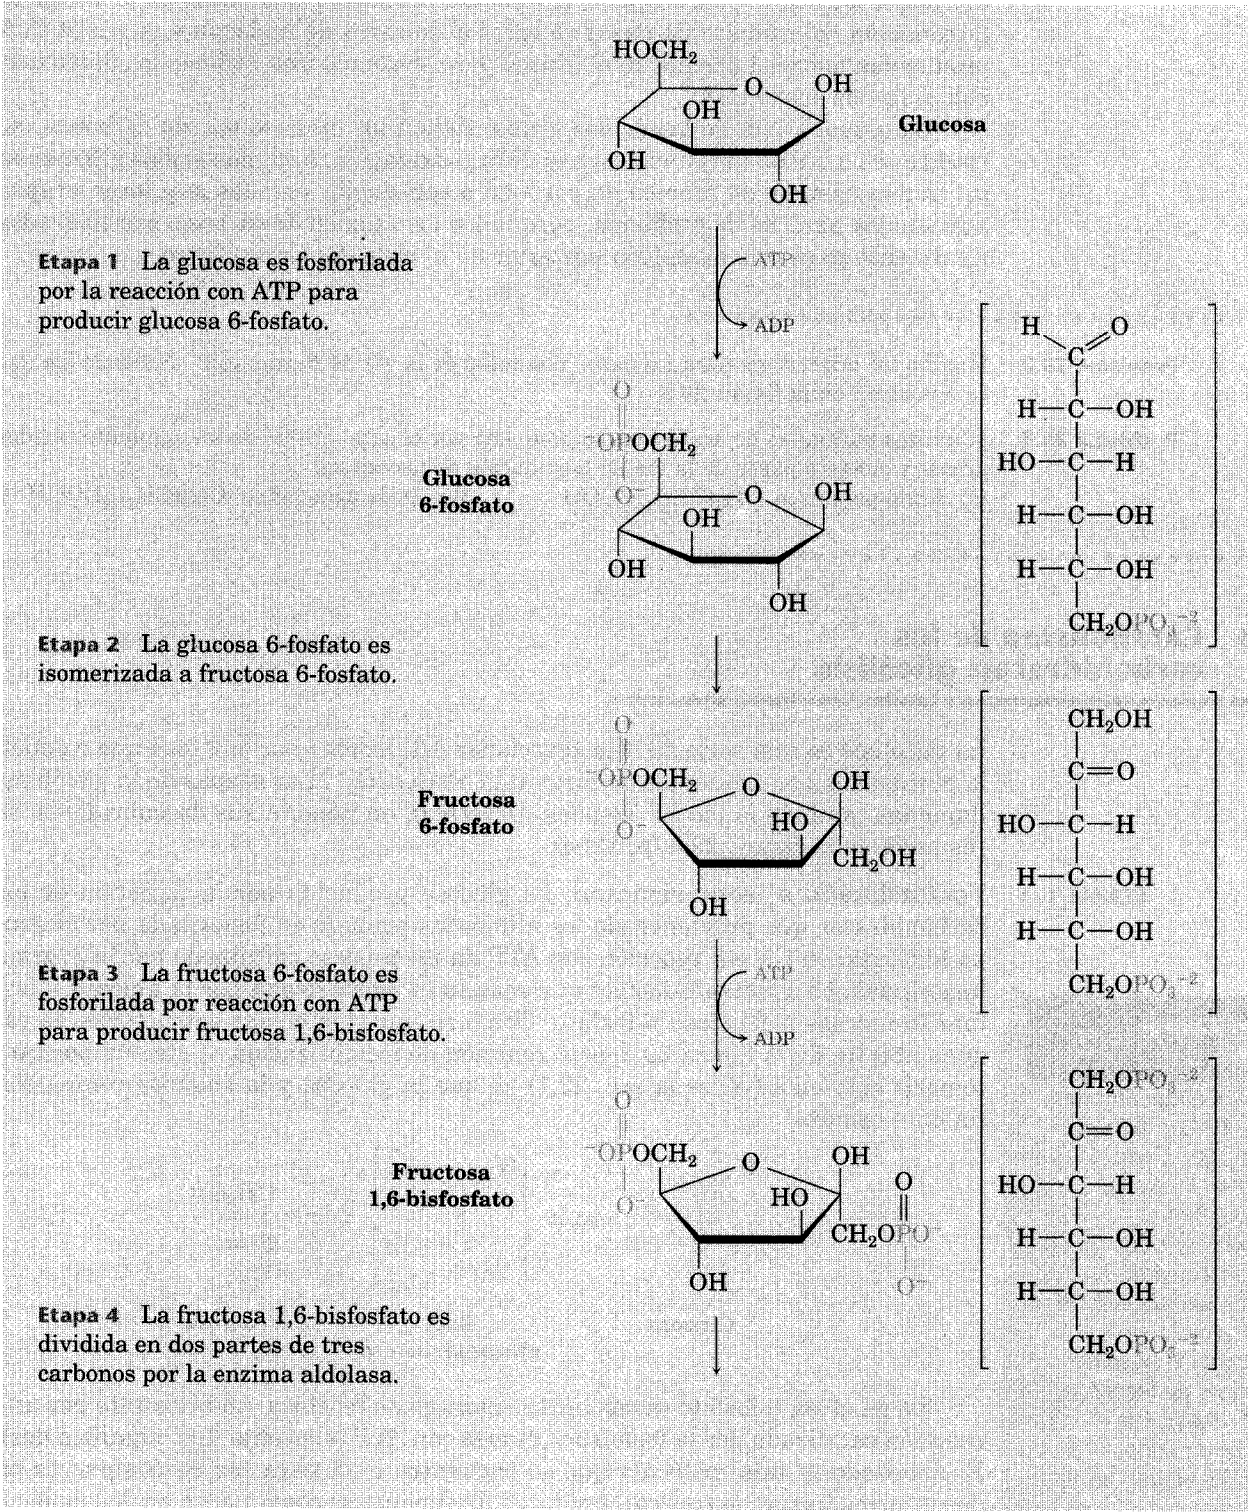 HOCH₂
O
OH
OH
Glucosa
OH
OH
Etapa 1 La glucosa es fosforilada
por la reacción con ATP para
producir glucosa 6-fosfato.
ATP
ADP
H
O
C
H—C—OH
HO—C—H
H—C—OH
H—C—OH
CH₂OPO₃⁻²
O
⁻OPOCH₂
O⁻
Glucosa
6-fosfato
O
OH
OH
OH
OH
Etapa 2 La glucosa 6-fosfato es
isomerizada a fructosa 6-fosfato.
CH₂OH
C=O
HO—C—H
H—C—OH
H—C—OH
CH₂OPO₃⁻²
O
⁻OPOCH₂
O⁻
O
OH
HO
CH₂OH
OH
Fructosa
6-fosfato
Etapa 3 La fructosa 6-fosfato es
fosforilada por reacción con ATP
para producir fructosa 1,6-bisfosfato.
ATP
ADP
CH₂OPO₃⁻²
C=O
HO—C—H
H—C—OH
H—C—OH
CH₂OPO₃⁻²
O
⁻OPOCH₂
O⁻
O
OH
HO
O
CH₂OPO⁻
O⁻
OH
Fructosa
1,6-bisfosfato
Etapa 4 La fructosa 1,6-bisfosfato es
dividida en dos partes de tres
carbonos por la enzima aldolasa.